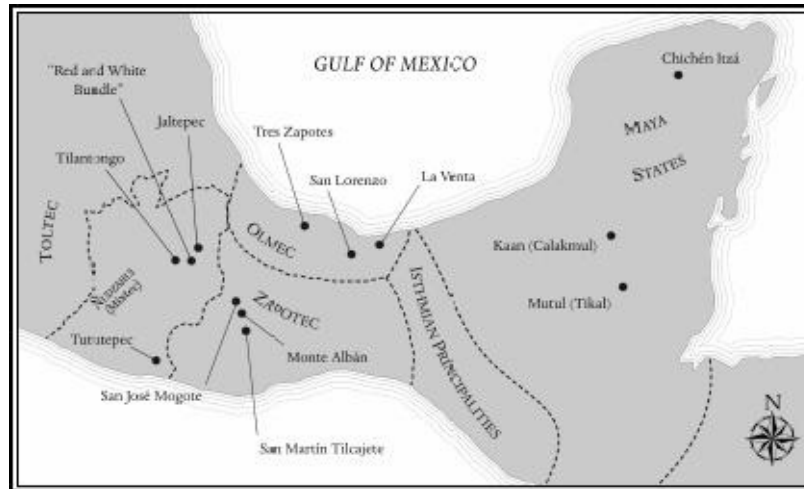 GULF OF MEXICO
Chichén Itzá
"Red and White
Bundle"
Jaltepec
Tilantongo
Tres Zapotes
San Lorenzo
La Venta
MAYA
STATES
TOLTEC
OLMEC
Kaan (Calakmul)
Mutul (Tikal)
(Mixtec)
ZAPOTEC
ISTHMIAN PRINCIPALITIES
Tututepec
Monte Albán
San José Mogote
San Martín Tilcajete
N